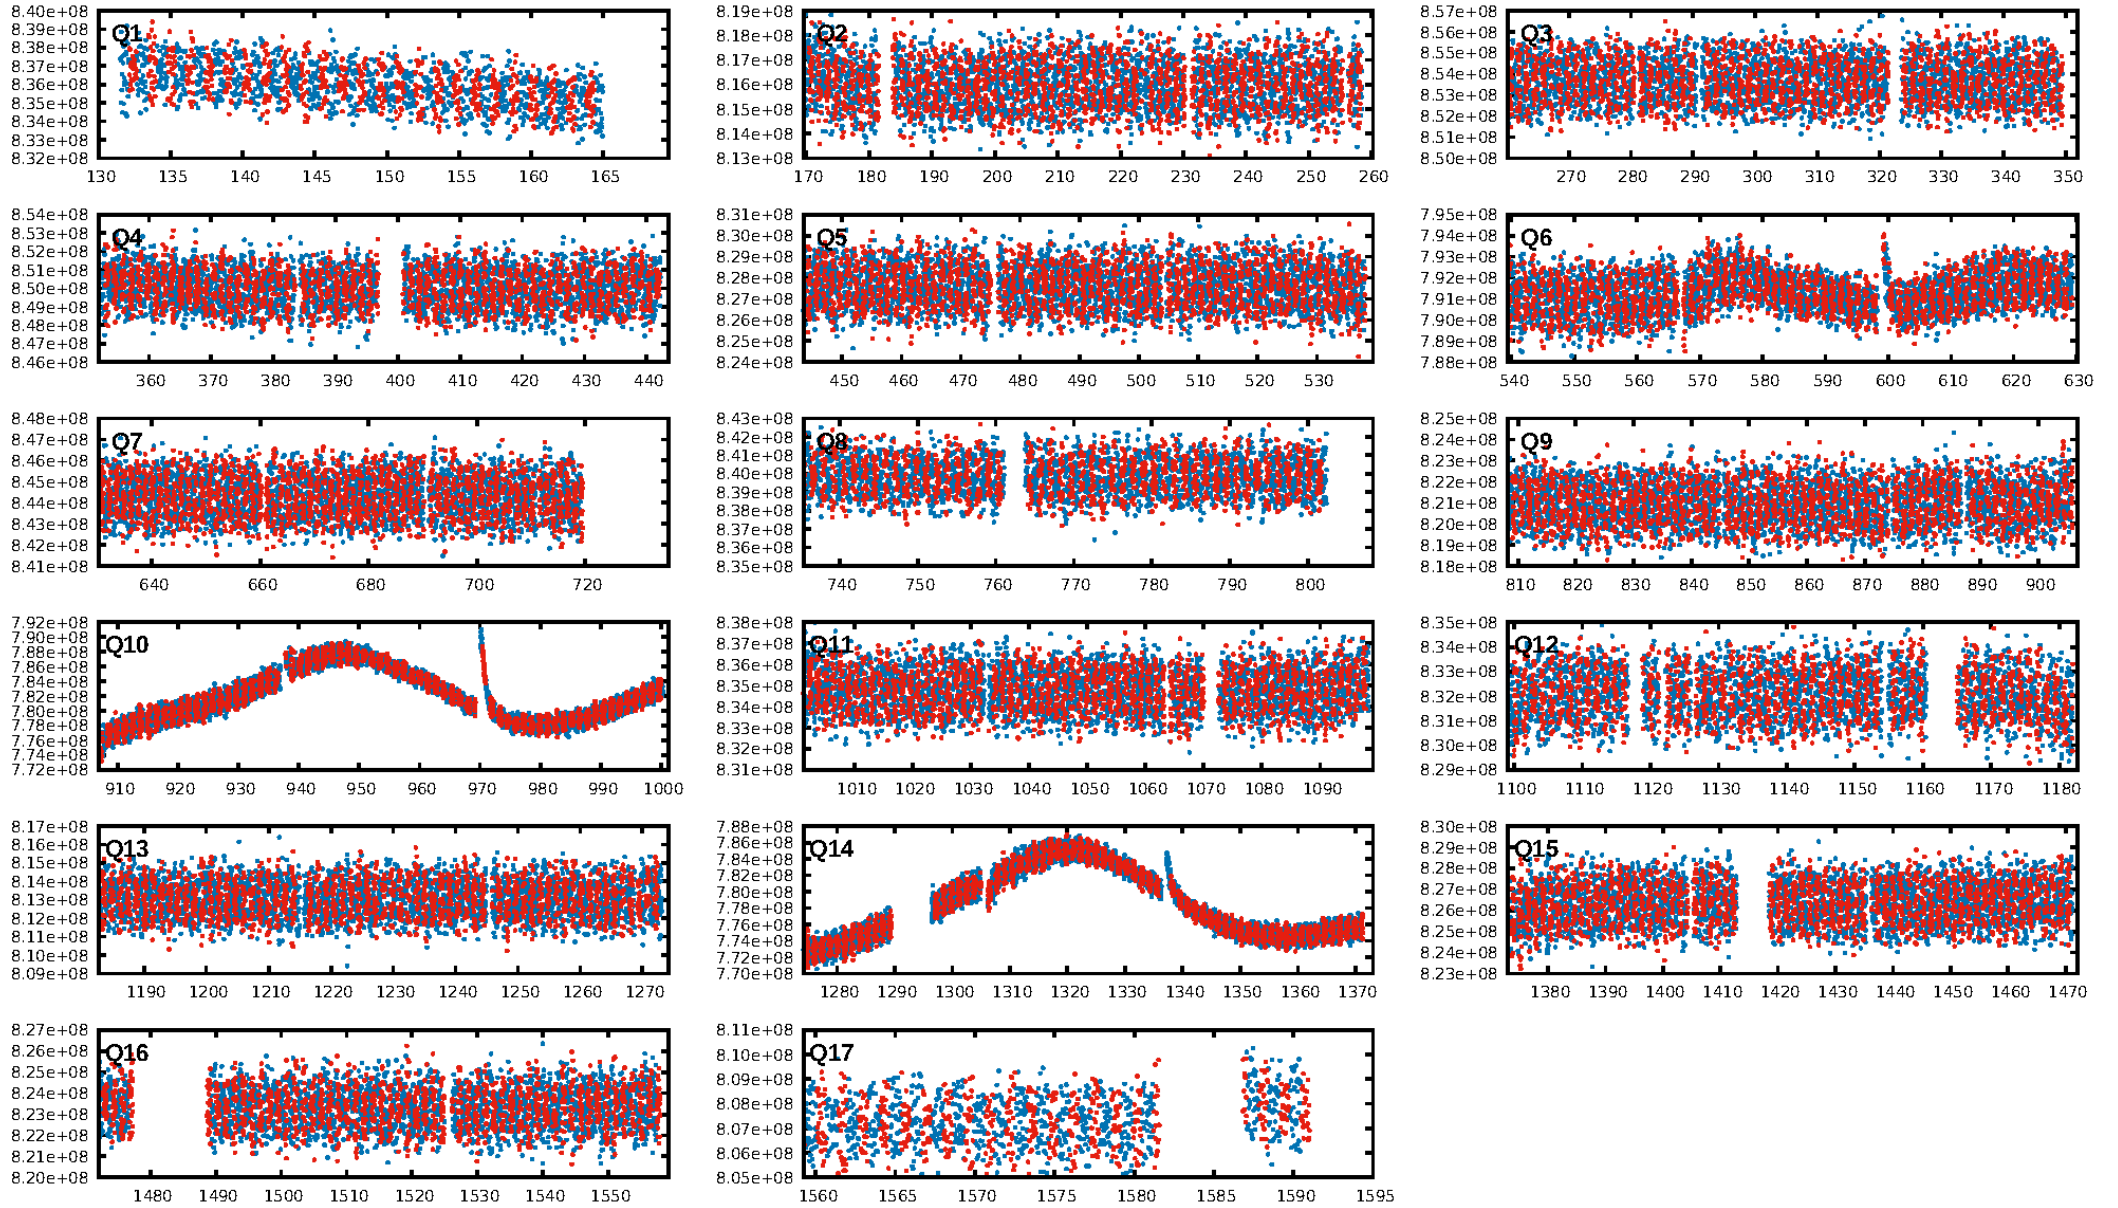 8.40e+08
8.39e+08
8.38e+08
8.37e+08
8.36e+08
8.35e+08
8.34e+08
8.33e+08
8.32e+08
Q1
130 135 140 145 150 155 160 165
8.19e+08
8.18e+08
8.17e+08
8.16e+08
8.15e+08
8.14e+08
8.13e+08
Q2
170 180 190 200 210 220 230 240 250 260
8.57e+08
8.56e+08
8.55e+08
8.54e+08
8.53e+08
8.52e+08
8.51e+08
8.50e+08
Q3
270 280 290 300 310 320 330 340 350
8.54e+08
8.53e+08
8.52e+08
8.51e+08
8.50e+08
8.49e+08
8.48e+08
8.47e+08
8.46e+08
Q4
360 370 380 390 400 410 420 430 440
8.31e+08
8.30e+08
8.29e+08
8.28e+08
8.27e+08
8.26e+08
8.25e+08
8.24e+08
Q5
450 460 470 480 490 500 510 520 530
7.95e+08
7.94e+08
7.93e+08
7.92e+08
7.91e+08
7.90e+08
7.89e+08
7.88e+08
Q6
540 550 560 570 580 590 600 610 620 630
8.48e+08
8.47e+08
8.46e+08
8.45e+08
8.44e+08
8.43e+08
8.42e+08
8.41e+08
Q7
640 660 680 700 720
8.43e+08
8.42e+08
8.41e+08
8.40e+08
8.39e+08
8.38e+08
8.37e+08
8.36e+08
8.35e+08
Q8
740 750 760 770 780 790 800
8.25e+08
8.24e+08
8.23e+08
8.22e+08
8.21e+08
8.20e+08
8.19e+08
8.18e+08
Q9
810 820 830 840 850 860 870 880 890 900
7.92e+08
7.90e+08
7.88e+08
7.86e+08
7.84e+08
7.82e+08
7.80e+08
7.78e+08
7.76e+08
7.74e+08
7.72e+08
Q10
910 920 930 940 950 960 970 980 990 1000
8.38e+08
8.37e+08
8.36e+08
8.35e+08
8.34e+08
8.33e+08
8.32e+08
8.31e+08
Q11
1010 1020 1030 1040 1050 1060 1070 1080 1090
8.35e+08
8.34e+08
8.33e+08
8.32e+08
8.31e+08
8.30e+08
8.29e+08
Q12
1100 1110 1120 1130 1140 1150 1160 1170 1180
8.17e+08
8.16e+08
8.15e+08
8.14e+08
8.13e+08
8.12e+08
8.11e+08
8.10e+08
8.09e+08
Q13
1190 1200 1210 1220 1230 1240 1250 1260 1270
7.88e+08
7.86e+08
7.84e+08
7.82e+08
7.80e+08
7.78e+08
7.76e+08
7.74e+08
7.72e+08
7.70e+08
Q14
1280 1290 1300 1310 1320 1330 1340 1350 1360 1370
8.30e+08
8.29e+08
8.28e+08
8.27e+08
8.26e+08
8.25e+08
8.24e+08
8.23e+08
Q15
1380 1390 1400 1410 1420 1430 1440 1450 1460 1470
8.27e+08
8.26e+08
8.25e+08
8.24e+08
8.23e+08
8.22e+08
8.21e+08
8.20e+08
Q16
1480 1490 1500 1510 1520 1530 1540 1550
8.11e+08
8.10e+08
8.09e+08
8.08e+08
8.07e+08
8.06e+08
8.05e+08
Q17
1560 1565 1570 1575 1580 1585 1590 1595